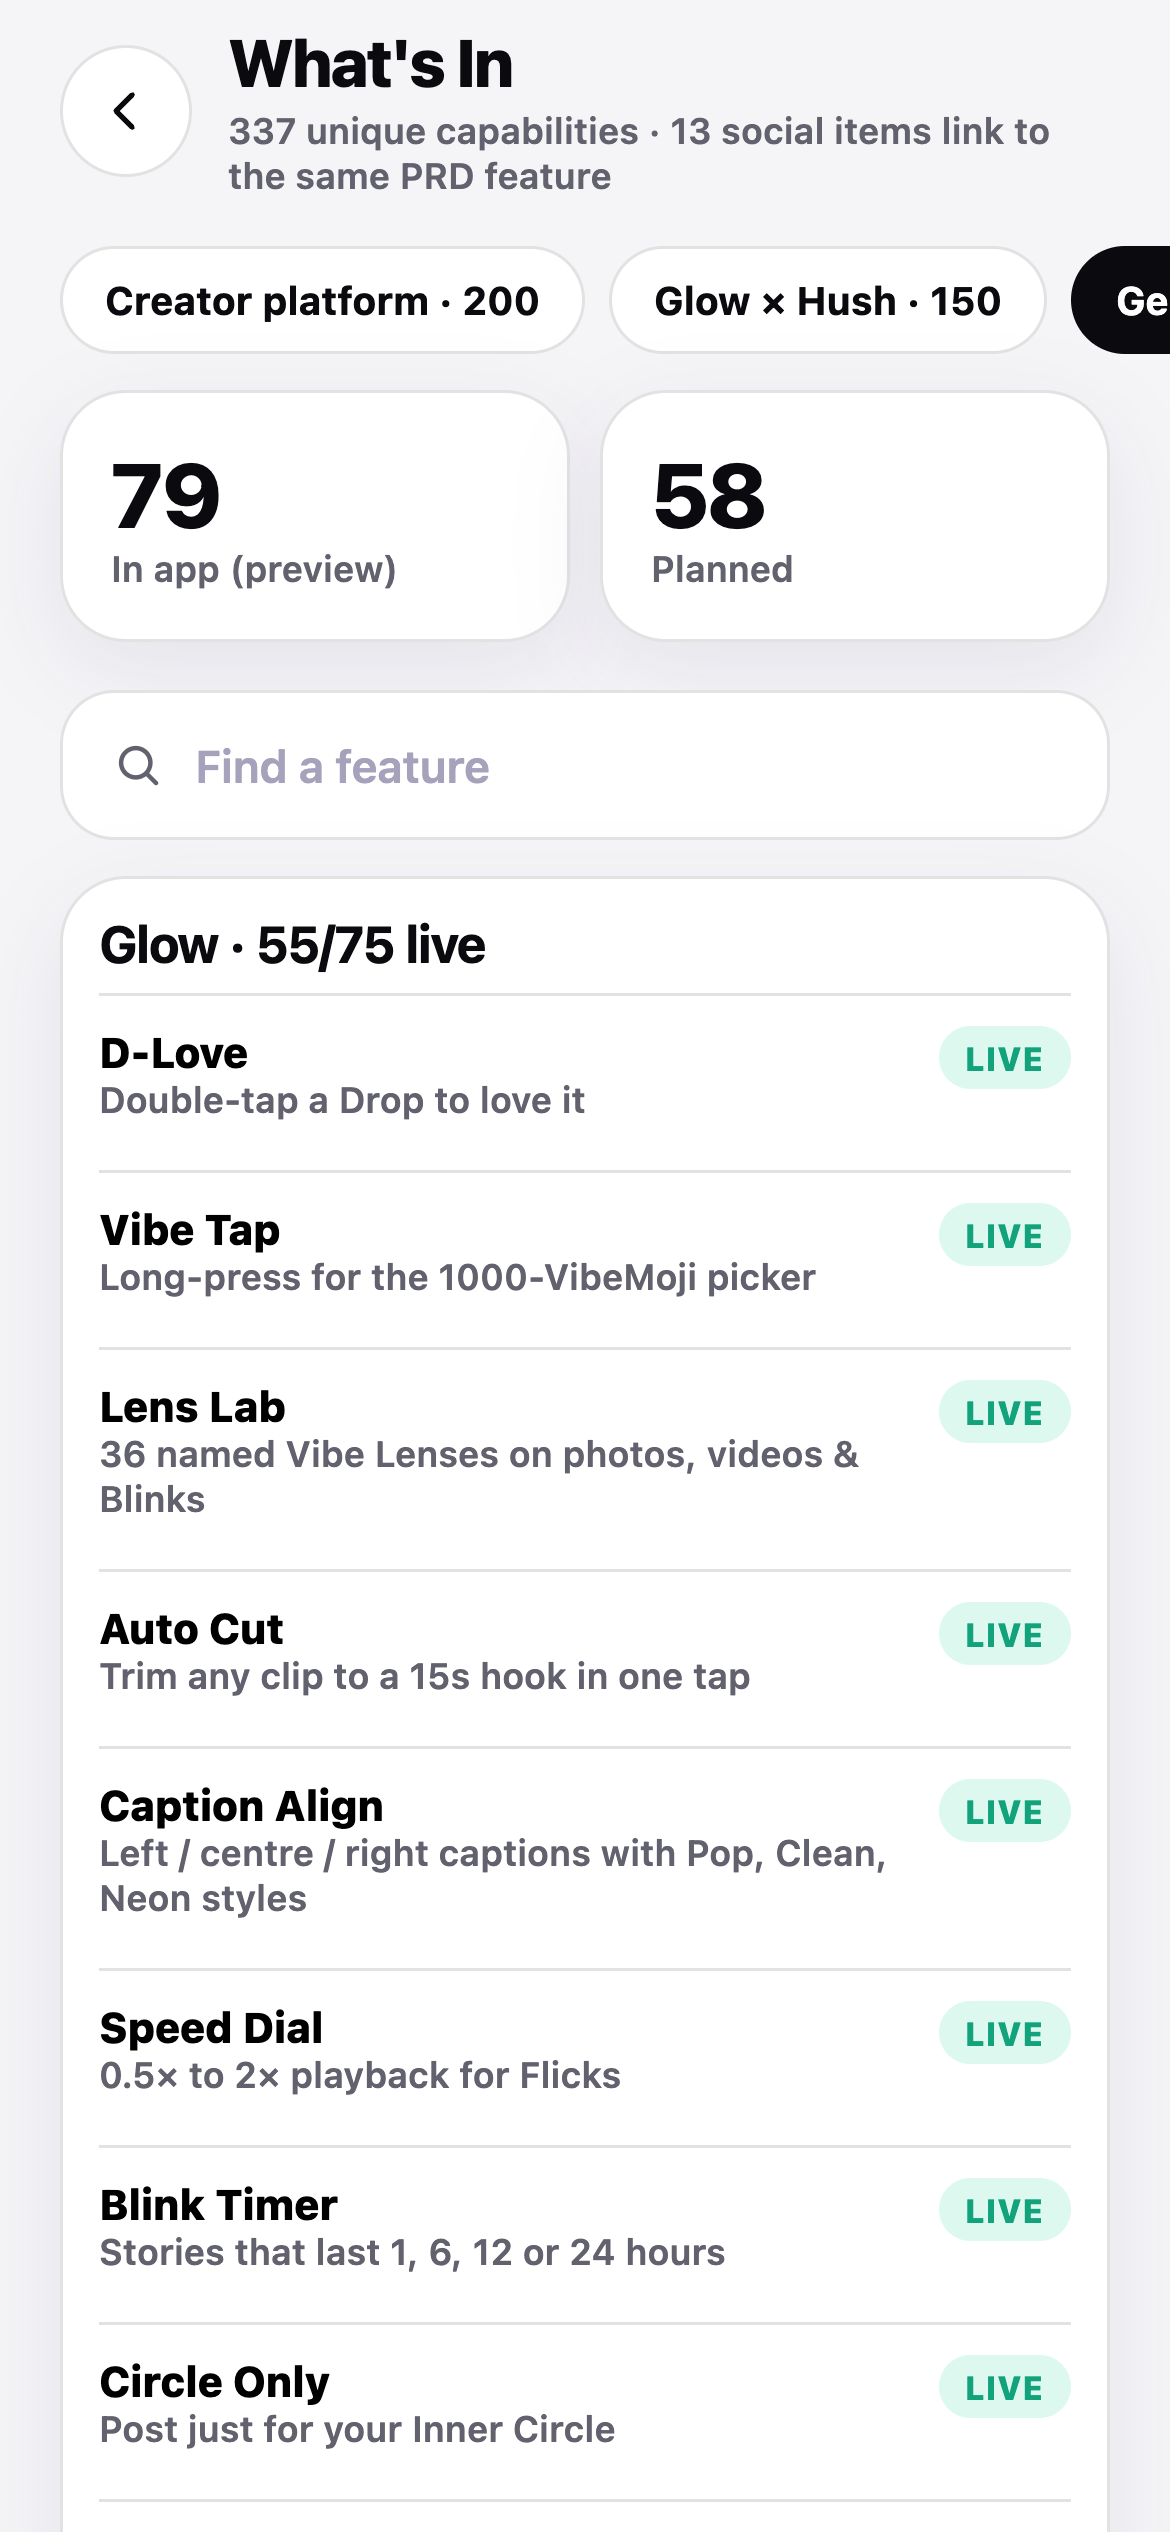 What's In
337 unique capabilities · 13 social items link to
the same PRD feature
Creator platform · 200
Glow × Hush · 150
Ge
79
In app (preview)
58
Planned
Find a feature
Glow · 55/75 live
D-Love
LIVE
Double-tap a Drop to love it
Vibe Tap
LIVE
Long-press for the 1000-VibeMoji picker
Lens Lab
LIVE
36 named Vibe Lenses on photos, videos &
Blinks
Auto Cut
LIVE
Trim any clip to a 15s hook in one tap
Caption Align
LIVE
Left / centre / right captions with Pop, Clean,
Neon styles
Speed Dial
LIVE
0.5× to 2× playback for Flicks
Blink Timer
LIVE
Stories that last 1, 6, 12 or 24 hours
Circle Only
LIVE
Post just for your Inner Circle